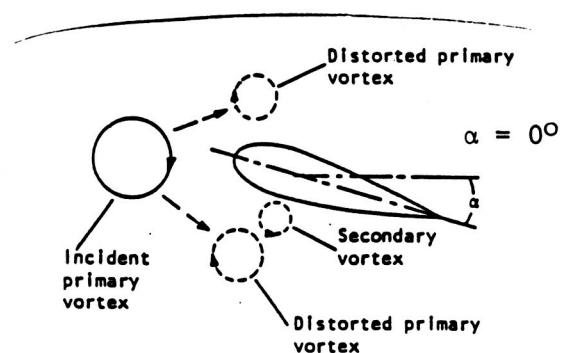 Distorted primary
vortex
α = 0°
α
Incident
primary
vortex
Secondary
vortex
Distorted primary
vortex